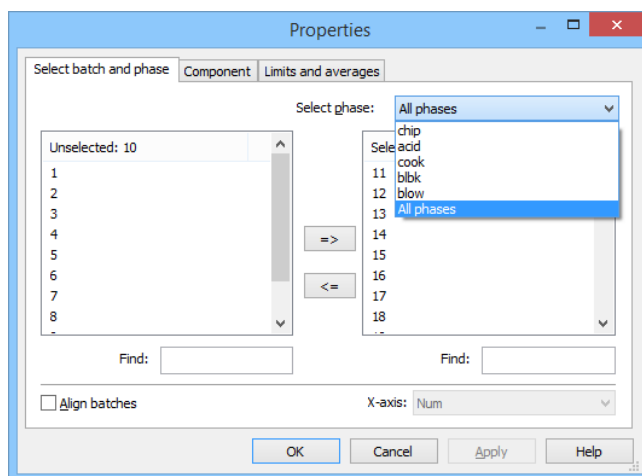 Properties
Select batch and phase Component Limits and averages
Select phase: All phases
chip
acid
cook
blbk
blow
All phases
Unselected: 10
1
2
3
4
5
6
7
8
=>
<=
11
12
13
14
15
16
17
18
Find:
Find:
Align batches
X-axis: Num
OK Cancel Apply Help